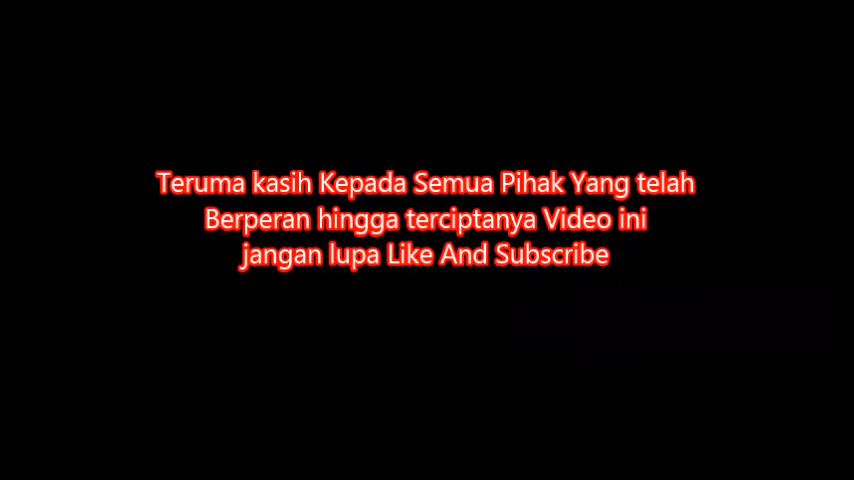 Teruma kasih Kepada Semua Pihak Yang telah
Berperan hingga terciptanya Video ini
jangan lupa Like And Subscribe